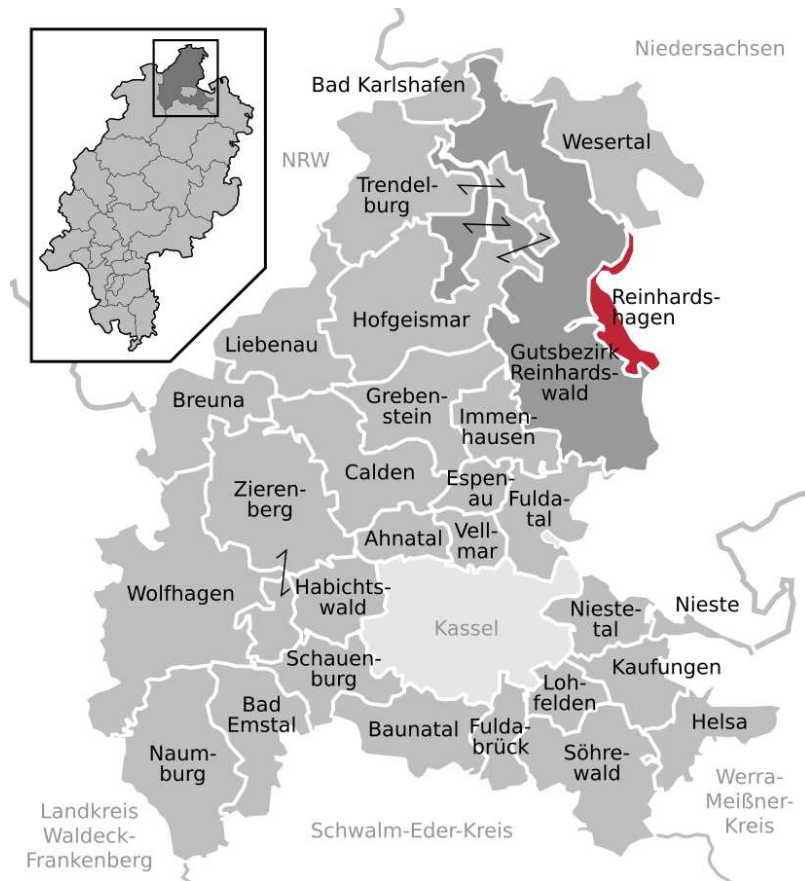 Niedersachsen
Bad Karlshafen
Wesertal
NRW
Trendel-
burg
Reinhards-
hagen
Hofgeismar
Liebenau
Gutsbezirk
Reinhards-
wald
Breuna
Greben-
stein
Immen-
hausen
Calden
Espen-
au
Zieren-
berg
Fulda-
tal
Ahnatal
Vell-
mar
Wolfhagen
Habichts-
wald
Kassel
Nieste-
tal
Nieste
Schauen-
burg
Kaufungen
Loh-
felden
Bad
Emstal
Baunatal
Fulda-
brück
Helsa
Naum-
burg
Söhre-
wald
Werra-
Meißner-
Kreis
Landkreis
Waldeck-
Frankenberg
Schwalm-Eder-Kreis